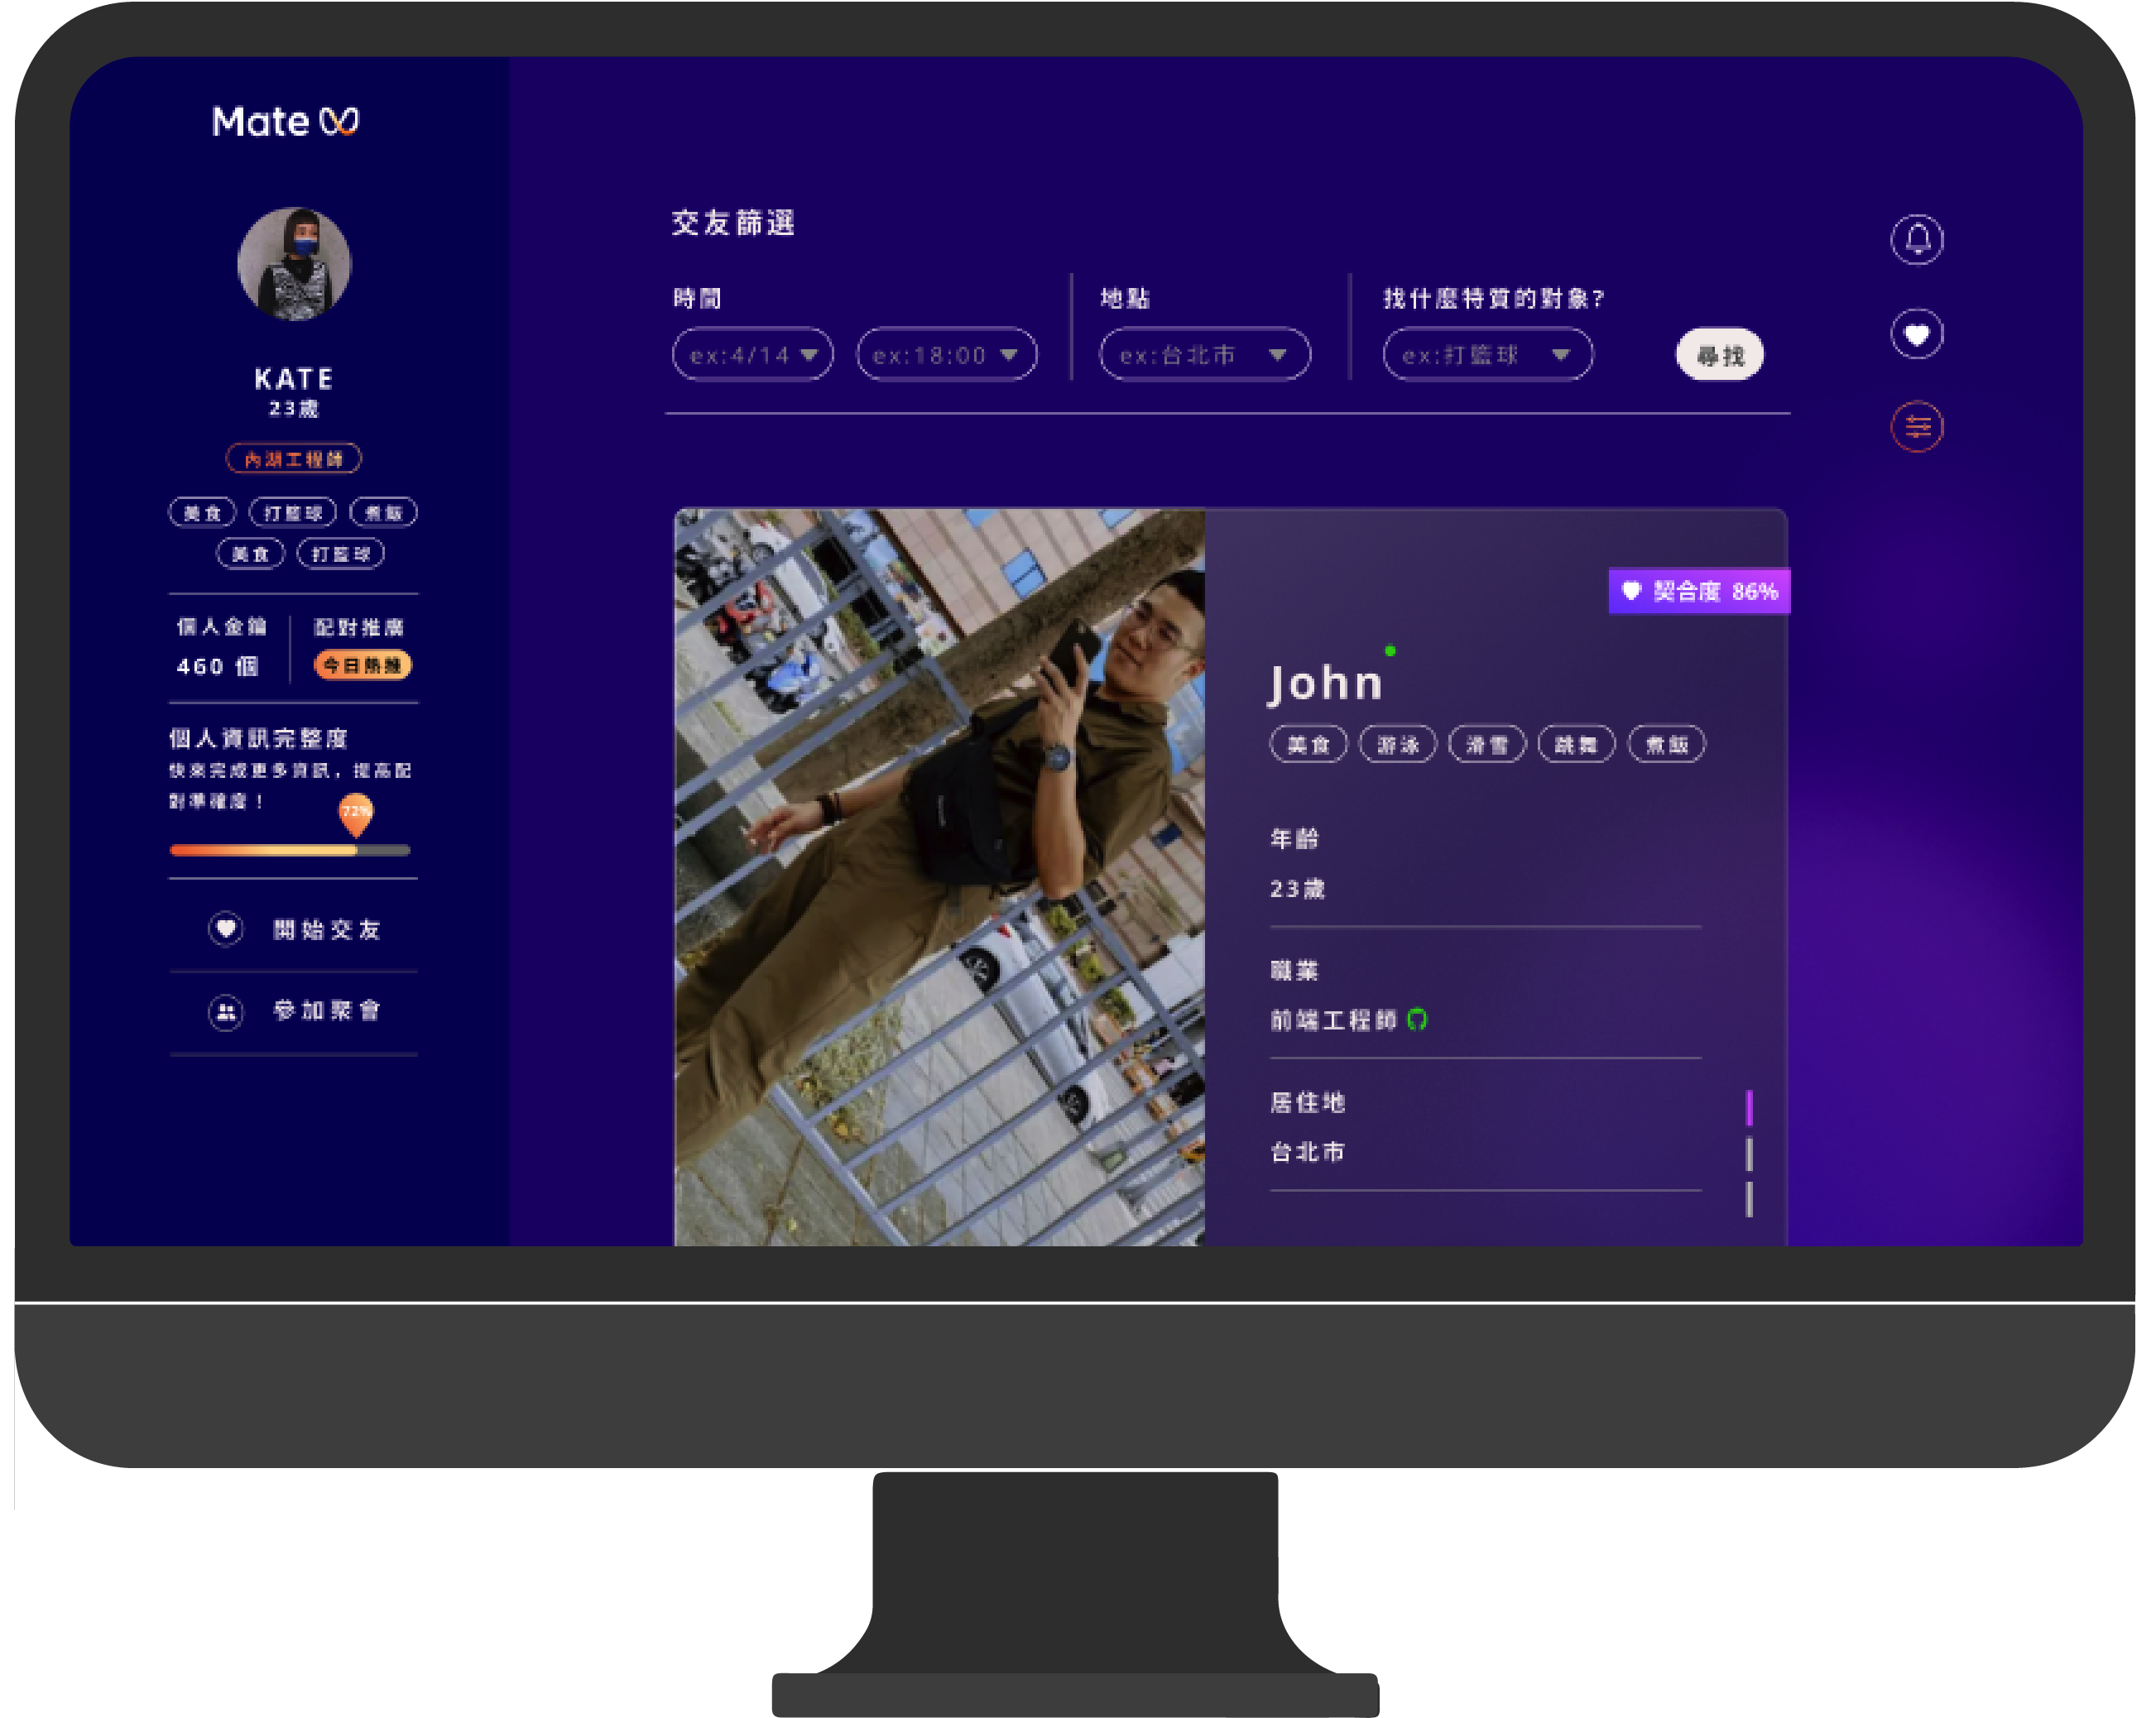 Mate
KATE
23歲
內湖工程師
美食 打籃球 煮飯
美食 打籃球
個人金鑰 配對推廣
460 個 今日熱推
個人資訊完整度
快來完成更多資訊，提高配
對準確度！
72%
開始交友
參加聚會
交友篩選
時間 地點 找什麼特質的對象?
ex:4/14 ex:18:00 ex:台北市 ex:打籃球 尋找
契合度 86%
John
美食 游泳 滑雪 跳舞 煮飯
年齡
23歲
職業
前端工程師
居住地
台北市